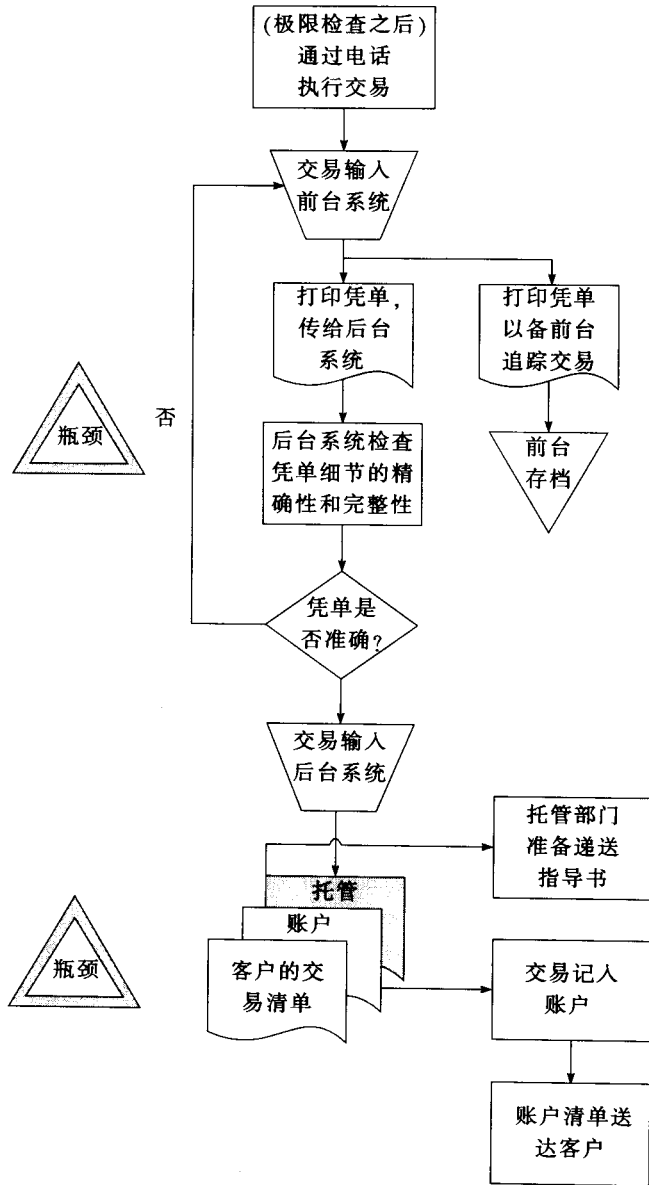 (极限检查之后)
通过电话
执行交易
交易输入
前台系统
打印凭单，
传给后台
系统
打印凭单
以备前台
追踪交易
瓶颈
否
后台系统检查
凭单细节的精
确性和完整性
前台
存档
凭单是
否准确?
交易输入
后台系统
托管部门
准备递送
指导书
托管
账户
客户的交
易清单
瓶颈
交易记入
账户
账户清单送
达客户